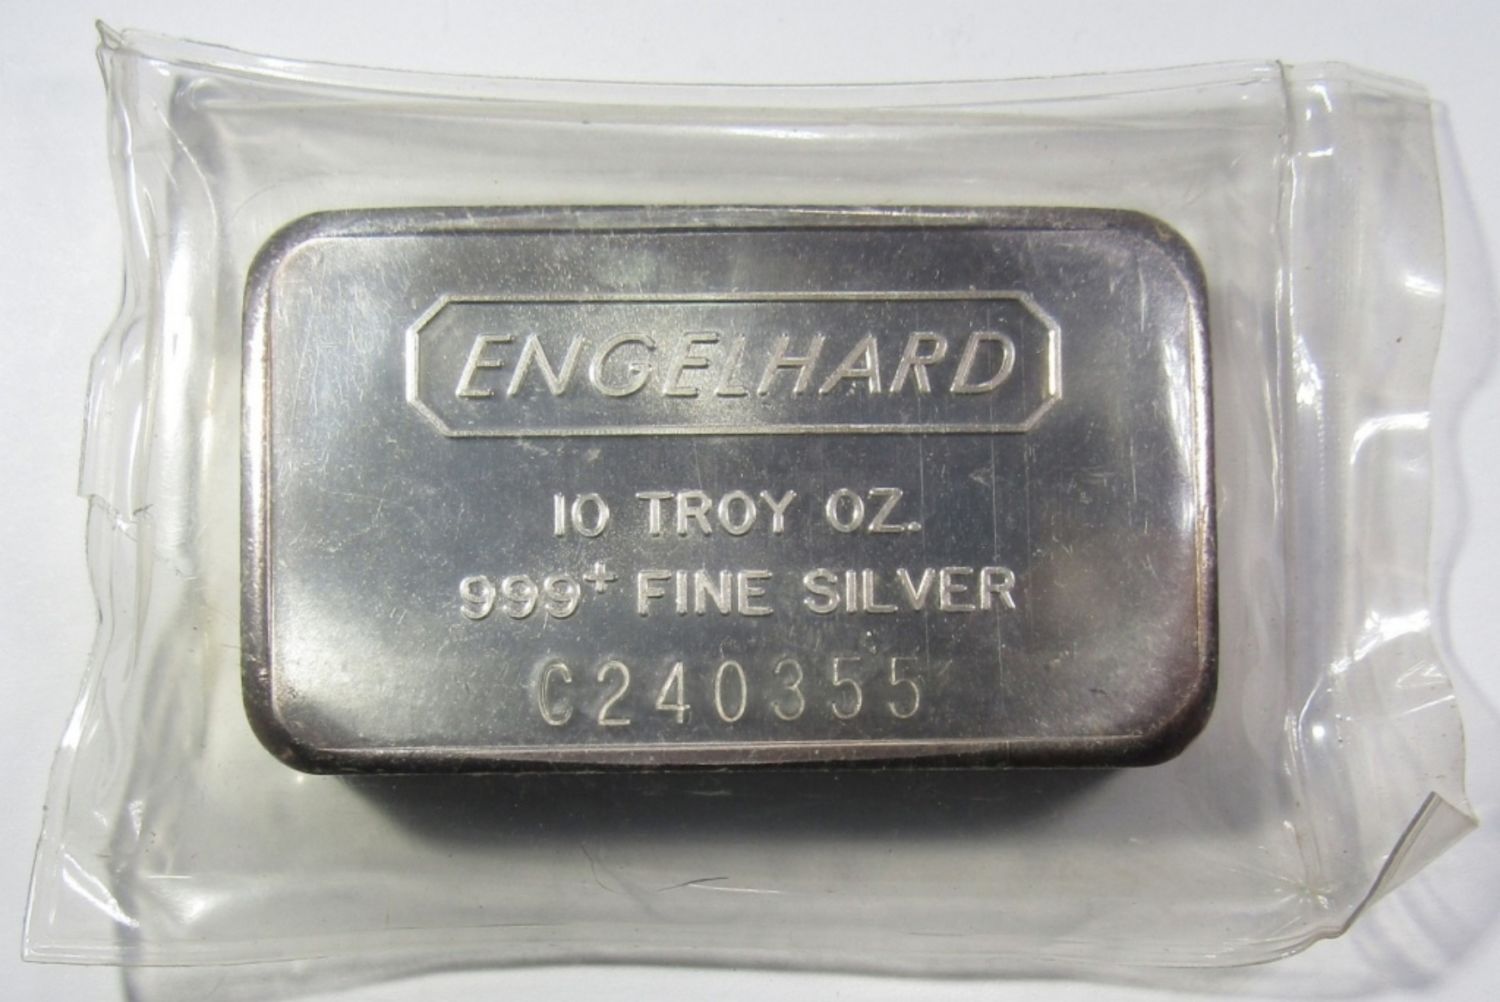 ENGELHARD
10 TROY OZ.
999+ FINE SILVER
C240355